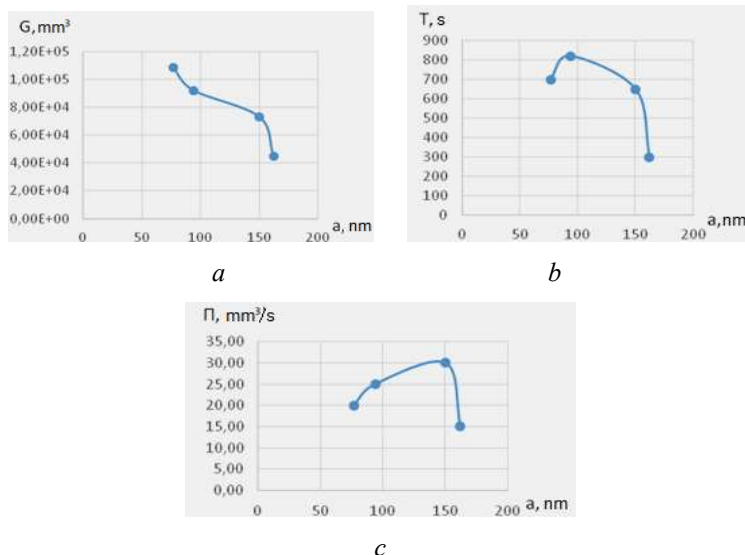 G, mm³
1,20E+05
1,00E+05
8,00E+04
6,00E+04
4,00E+04
2,00E+04
0,00E+00
0 50 100 150 200
a, nm
a
T, s
900
800
700
600
500
400
300
200
100
0
0 50 100 150 200
a, nm
b
П, mm³/s
35,00
30,00
25,00
20,00
15,00
10,00
5,00
0,00
0 50 100 150 200
a, nm
c